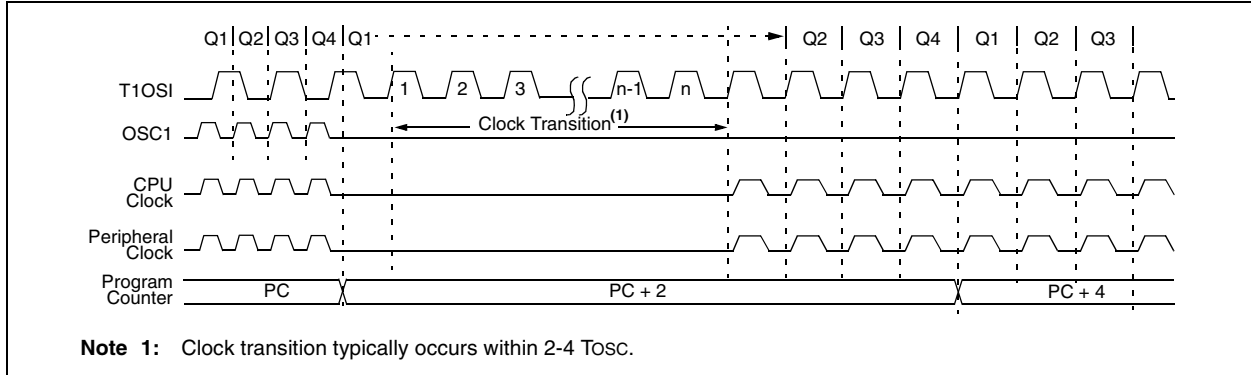 Q1 Q2 Q3 Q4 Q1 Q2 Q3 Q4 Q1 Q2 Q3
T1OSI 1 2 3 n-1 n
OSC1 Clock Transition(1)
CPU
Clock
Peripheral
Clock
Program
Counter PC PC + 2 PC + 4
Note 1: Clock transition typically occurs within 2-4 TOSC.